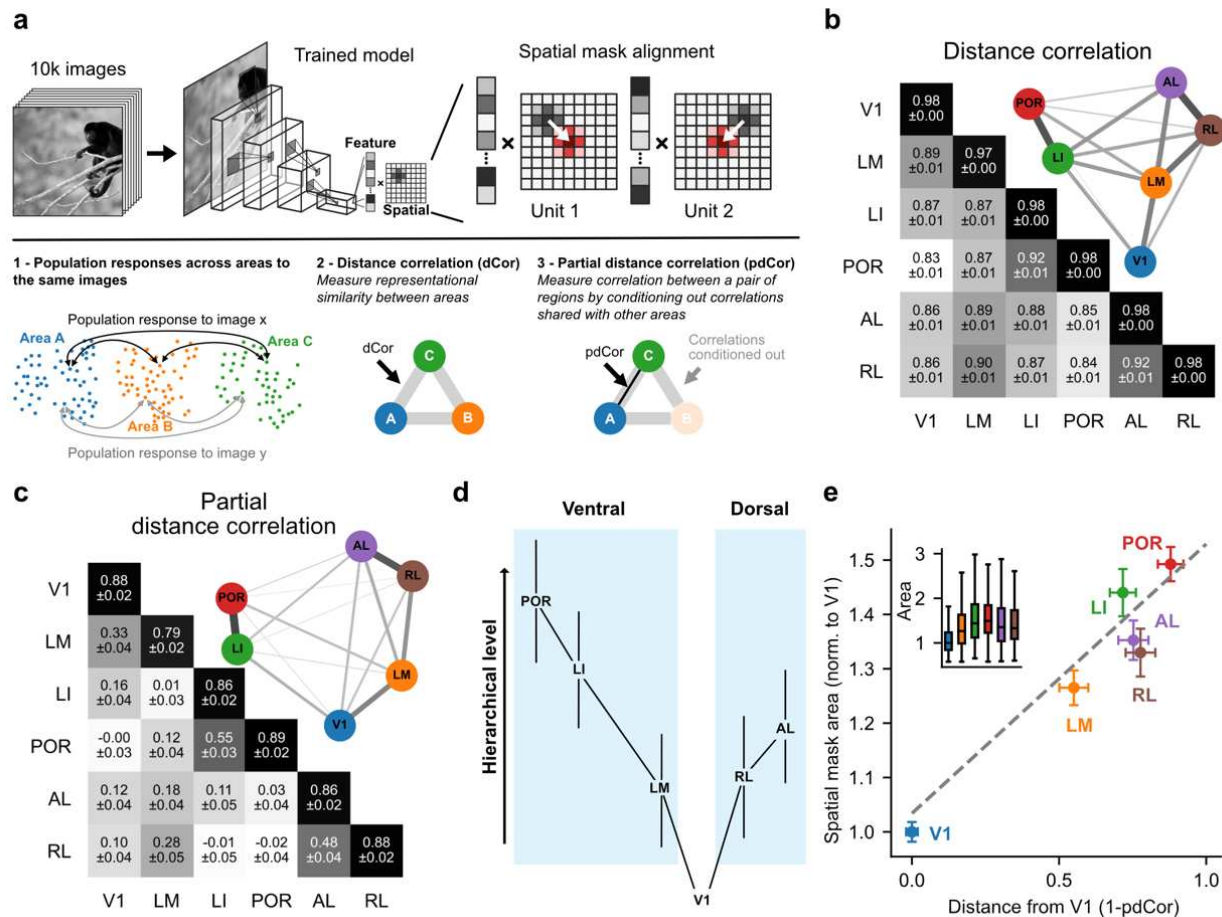 a
10k images
Trained model
Spatial mask alignment
Feature
×
Spatial
×
Unit 1
×
Unit 2
1 - Population responses across areas to
the same images
Population response to image x
Area A
Area C
Area B
Population response to image y
2 - Distance correlation (dCor)
Measure representational
similarity between areas
dCor
C
A
B
3 - Partial distance correlation (pdCor)
Measure correlation between a pair of
regions by conditioning out correlations
shared with other areas
pdCor
Correlations
conditioned out
C
A
B
b
Distance correlation
AL
POR
RL
LI
LM
V1
V1 0.98 ±0.00
LM 0.89 ±0.01 0.97 ±0.00
LI 0.87 ±0.01 0.87 ±0.01 0.98 ±0.00
POR 0.83 ±0.01 0.87 ±0.01 0.92 ±0.01 0.98 ±0.00
AL 0.86 ±0.01 0.89 ±0.01 0.88 ±0.01 0.85 ±0.01 0.98 ±0.00
RL 0.86 ±0.01 0.90 ±0.01 0.87 ±0.01 0.84 ±0.01 0.92 ±0.01 0.98 ±0.00
V1 LM LI POR AL RL
c
Partial
distance correlation
AL
RL
POR
LI
LM
V1
V1 0.88 ±0.02
LM 0.33 ±0.04 0.79 ±0.02
LI 0.16 ±0.04 0.01 ±0.03 0.86 ±0.02
POR -0.00 ±0.03 0.12 ±0.04 0.55 ±0.03 0.89 ±0.02
AL 0.12 ±0.04 0.18 ±0.04 0.11 ±0.05 0.03 ±0.04 0.86 ±0.02
RL 0.10 ±0.04 0.28 ±0.05 -0.01 ±0.05 -0.02 ±0.04 0.48 ±0.04 0.88 ±0.02
V1 LM LI POR AL RL
d
Ventral
Dorsal
Hierarchical level
POR
LI
LM
RL
AL
V1
e
Spatial mask area (norm. to V1)
1.5
1.4
1.3
1.2
1.1
1.0
Area
3
2
1
POR
LI
AL
RL
LM
V1
0.0 0.5 1.0
Distance from V1 (1-pdCor)